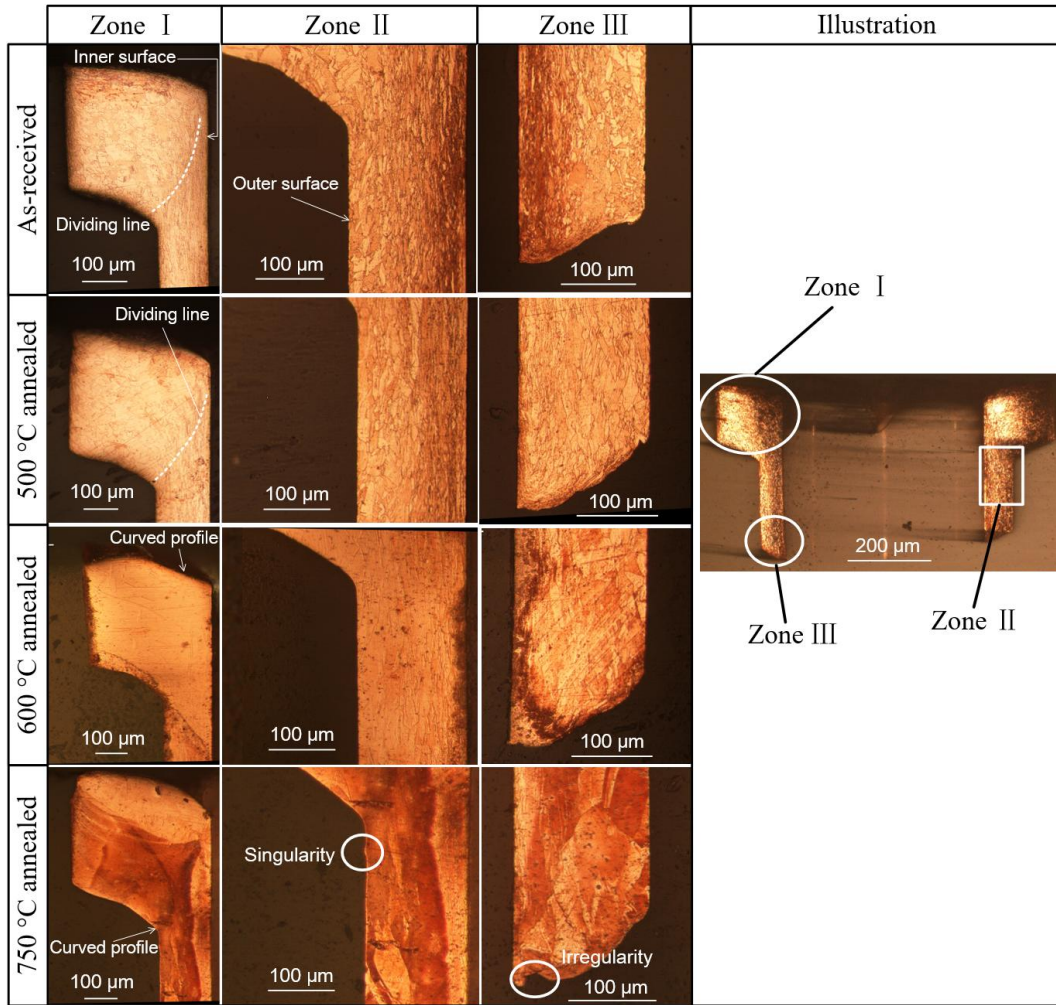 Zone Ⅰ
Zone Ⅱ
Zone Ⅲ
Illustration
As-received
Inner surface
Dividing line
100 μm
Outer surface
100 μm
100 μm
500 °C annealed
Dividing line
100 μm
100 μm
100 μm
600 °C annealed
Curved profile
100 μm
100 μm
100 μm
750 °C annealed
Curved profile
100 μm
Singularity
100 μm
Irregularity
100 μm
Zone Ⅰ
200 μm
Zone Ⅲ
Zone Ⅱ